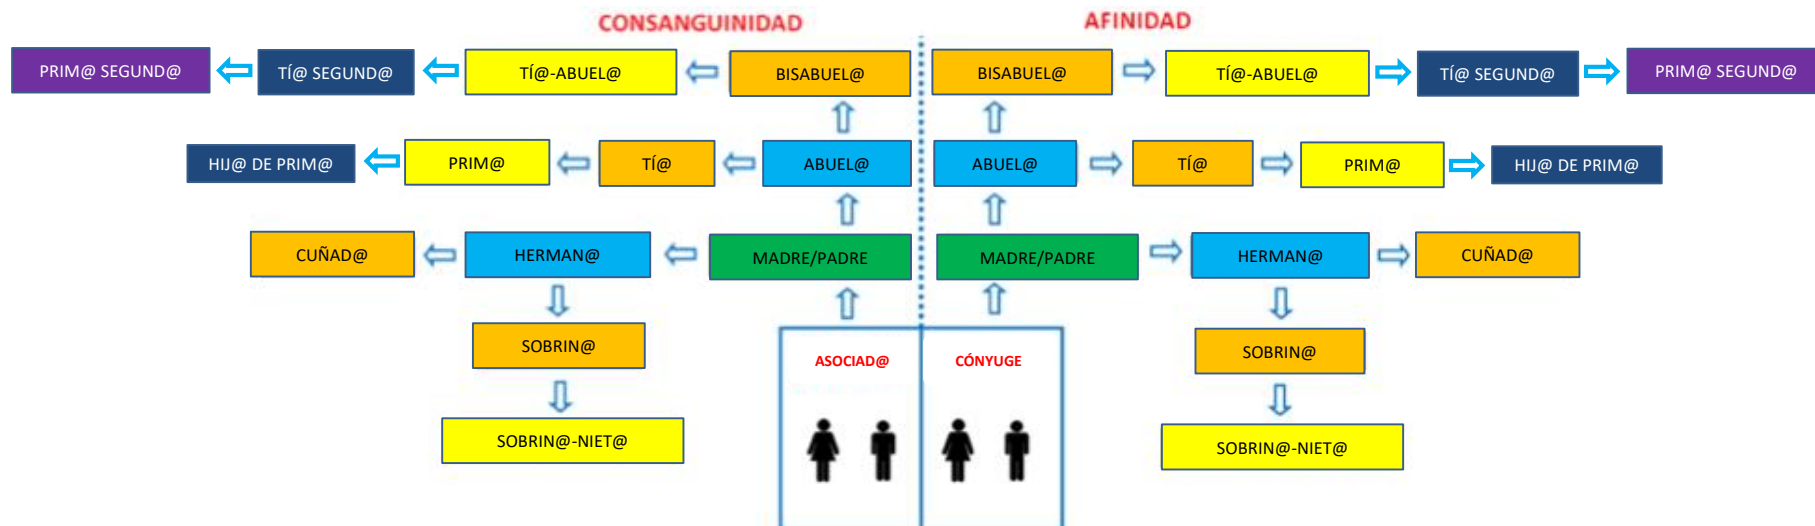 CONSANGUINIDAD
AFINIDAD
PRIM@ SEGUND@
TÍ@ SEGUND@
TÍ@-ABUEL@
BISABUEL@
BISABUEL@
TÍ@-ABUEL@
TÍ@ SEGUND@
PRIM@ SEGUND@
HIJ@ DE PRIM@
PRIM@
TÍ@
ABUEL@
ABUEL@
TÍ@
PRIM@
HIJ@ DE PRIM@
CUÑAD@
HERMAN@
MADRE/PADRE
MADRE/PADRE
HERMAN@
CUÑAD@
SOBRIN@
ASOCIAD@
CÓNYUGE
SOBRIN@
SOBRIN@-NIET@
SOBRIN@-NIET@